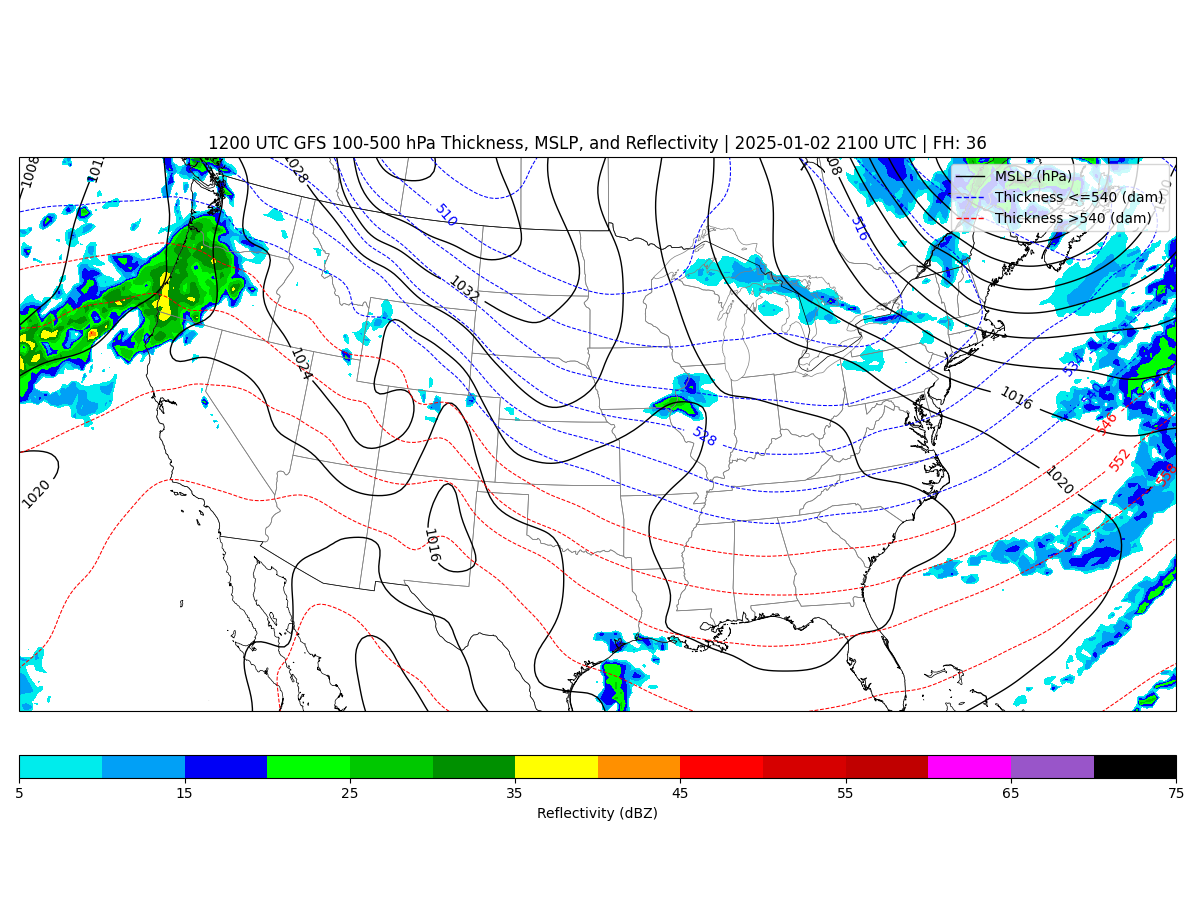 1200 UTC GFS 100-500 hPa Thickness, MSLP, and Reflectivity | 2025-01-02 2100 UTC | FH: 36
MSLP (hPa)
Thickness <=540 (dam)
Thickness >540 (dam)
1008
1028
1000
510
516
1032
1024
534
1016
546
528
552
558
1020
1020
1016
5 15 25 35 45 55 65 75
Reflectivity (dBZ)